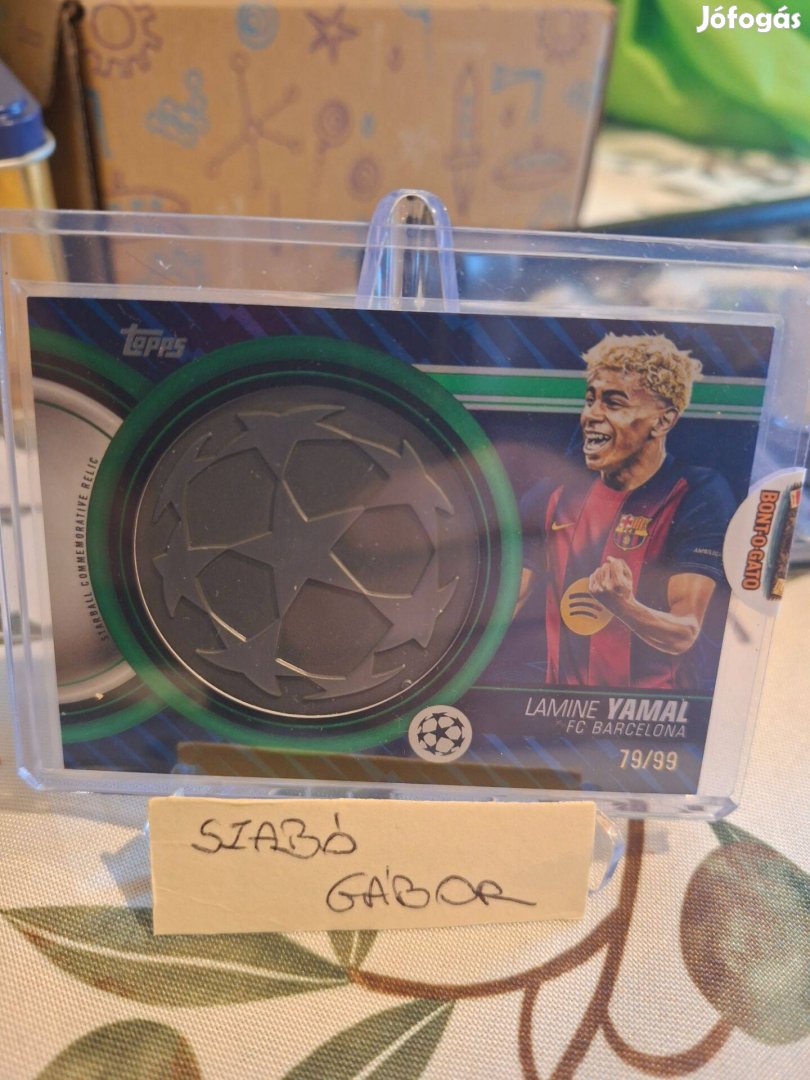 Jófogás
topps
STARBALL COMMEMORATIVE RELIC
BONT-O-GATO
LAMINE YAMAL
FC BARCELONA
79/99
SZABÓ
GÁBOR